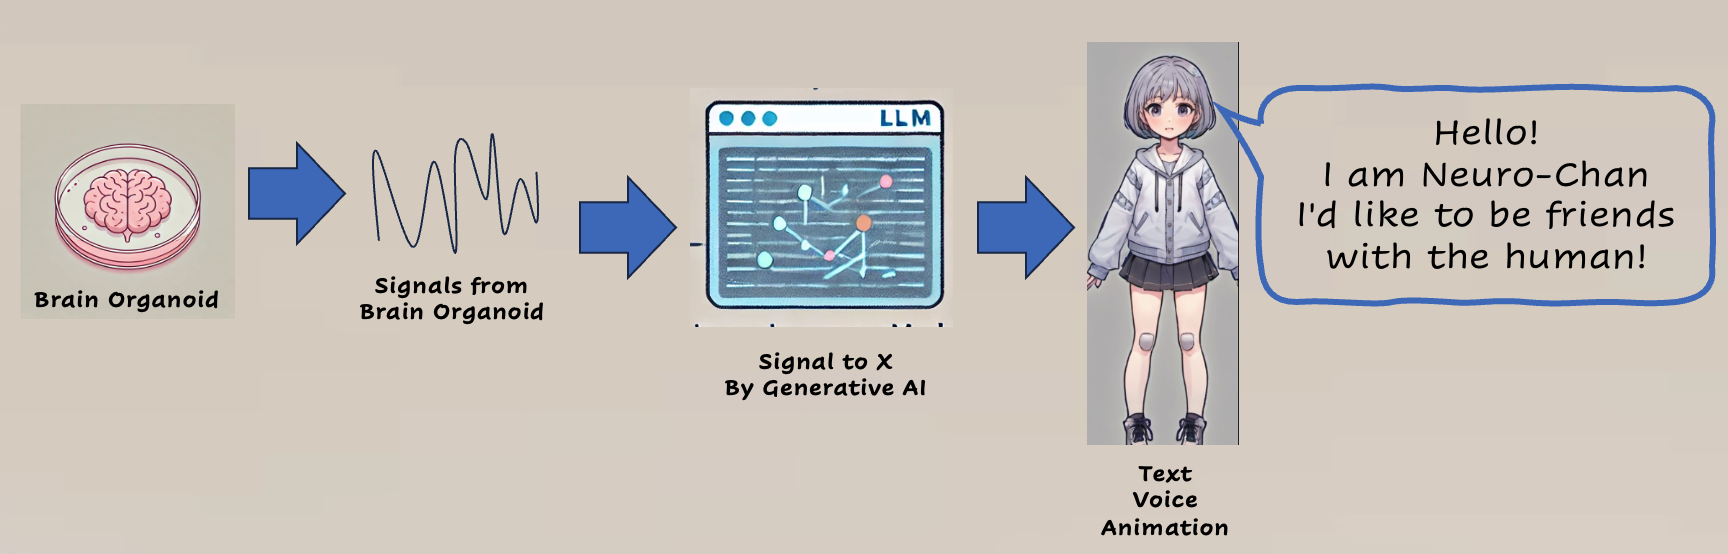 Brain Organoid
Signals from
Brain Organoid
LLM
Signal to X
By Generative AI
Text
Voice
Animation
Hello!
I am Neuro-Chan
I'd like to be friends
with the human!